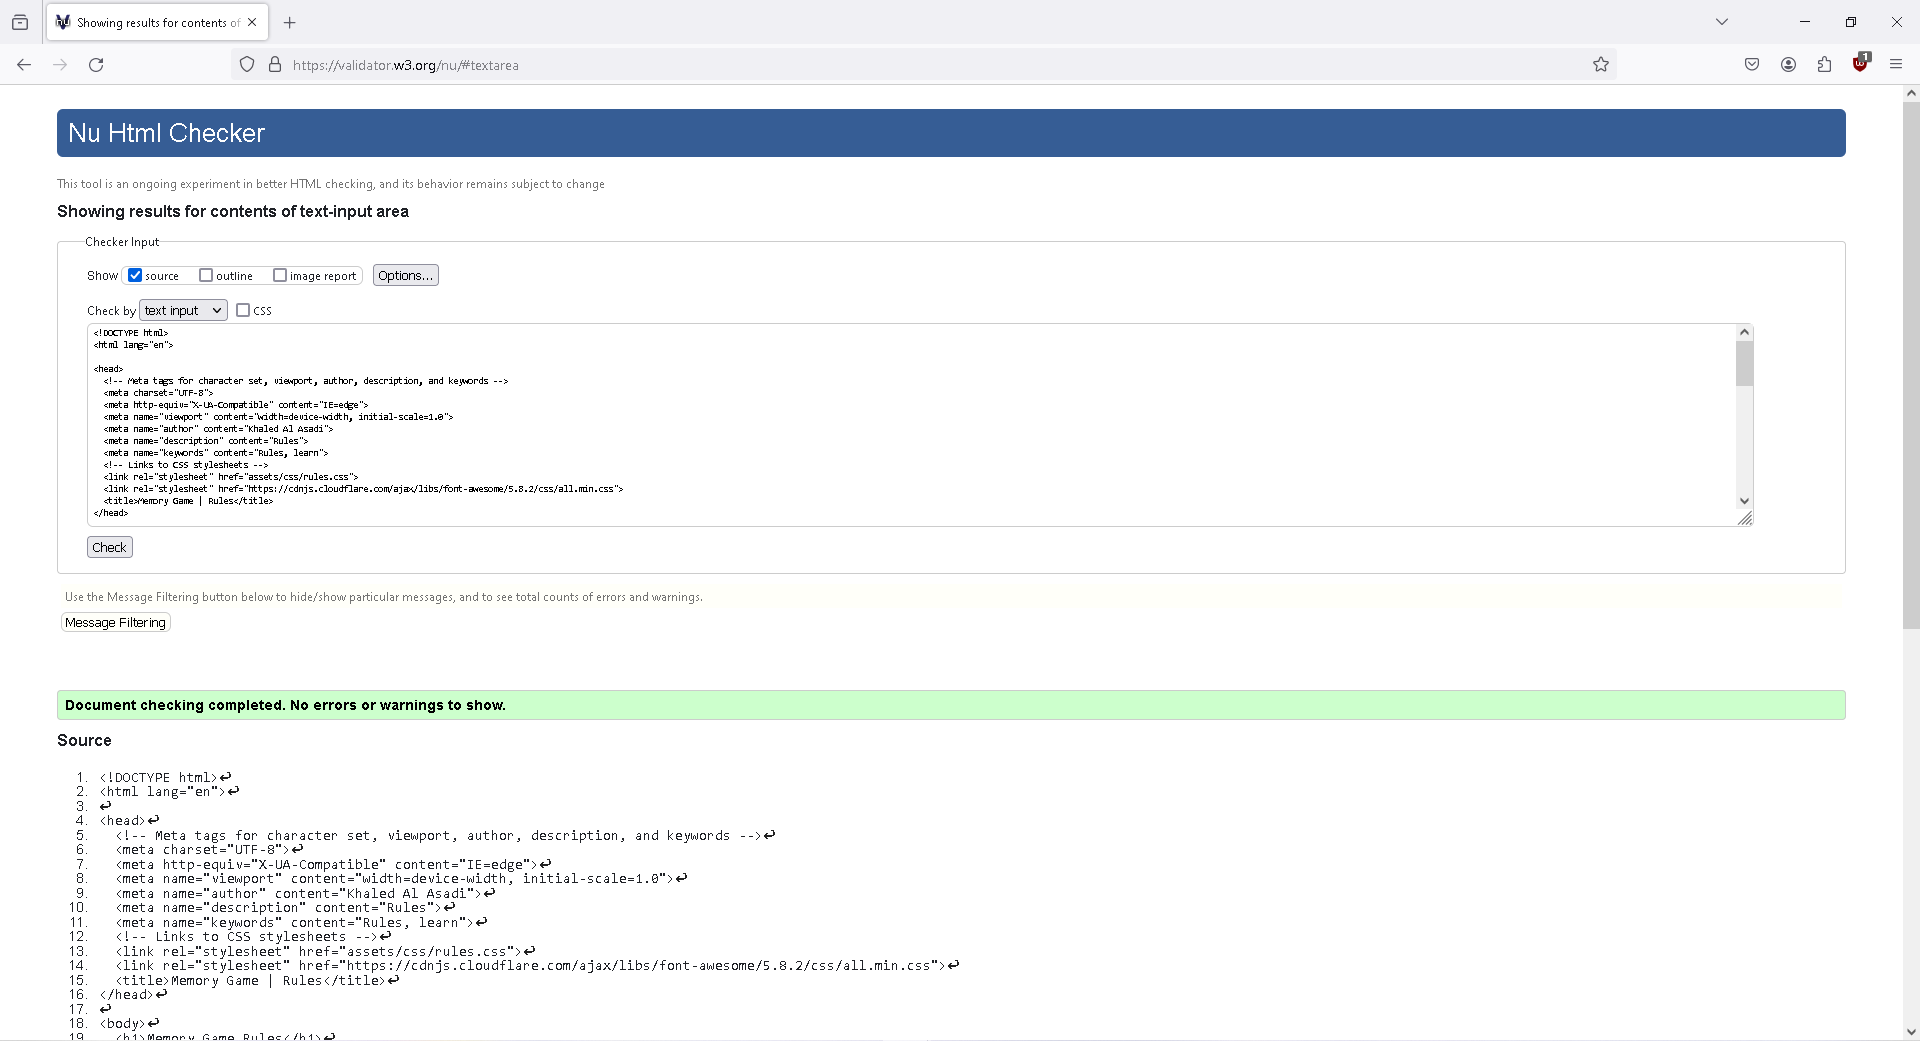 Showing results for contents of
https://validator.w3.org/nu/#textarea
1
Nu Html Checker
This tool is an ongoing experiment in better HTML checking, and its behavior remains subject to change
Showing results for contents of text-input area
Checker Input
Show source outline image report Options...
Check by text input CSS
<!DOCTYPE html>
<html lang="en">
<head>
<!-- Meta tags for character set, viewport, author, description, and keywords -->
<meta charset="UTF-8">
<meta http-equiv="X-UA-Compatible" content="IE=edge">
<meta name="viewport" content="width=device-width, initial-scale=1.0">
<meta name="author" content="Khaled Al Asadi">
<meta name="description" content="Rules">
<meta name="keywords" content="Rules, learn">
<!-- Links to CSS stylesheets -->
<link rel="stylesheet" href="assets/css/rules.css">
<link rel="stylesheet" href="https://cdnjs.cloudflare.com/ajax/libs/font-awesome/5.8.2/css/all.min.css">
<title>Memory Game | Rules</title>
</head>
Check
Use the Message Filtering button below to hide/show particular messages, and to see total counts of errors and warnings.
Message Filtering
Document checking completed. No errors or warnings to show.
Source
1. <!DOCTYPE html>↩
2. <html lang="en">↩
3. ↩
4. <head>↩
5. <!-- Meta tags for character set, viewport, author, description, and keywords -->↩
6. <meta charset="UTF-8">↩
7. <meta http-equiv="X-UA-Compatible" content="IE=edge">↩
8. <meta name="viewport" content="width=device-width, initial-scale=1.0">↩
9. <meta name="author" content="Khaled Al Asadi">↩
10. <meta name="description" content="Rules">↩
11. <meta name="keywords" content="Rules, learn">↩
12. <!-- Links to CSS stylesheets -->↩
13. <link rel="stylesheet" href="assets/css/rules.css">↩
14. <link rel="stylesheet" href="https://cdnjs.cloudflare.com/ajax/libs/font-awesome/5.8.2/css/all.min.css">↩
15. <title>Memory Game | Rules</title>↩
16. </head>↩
17. ↩
18. <body>↩
19. <h1>Memory Game Rules</h1>↩